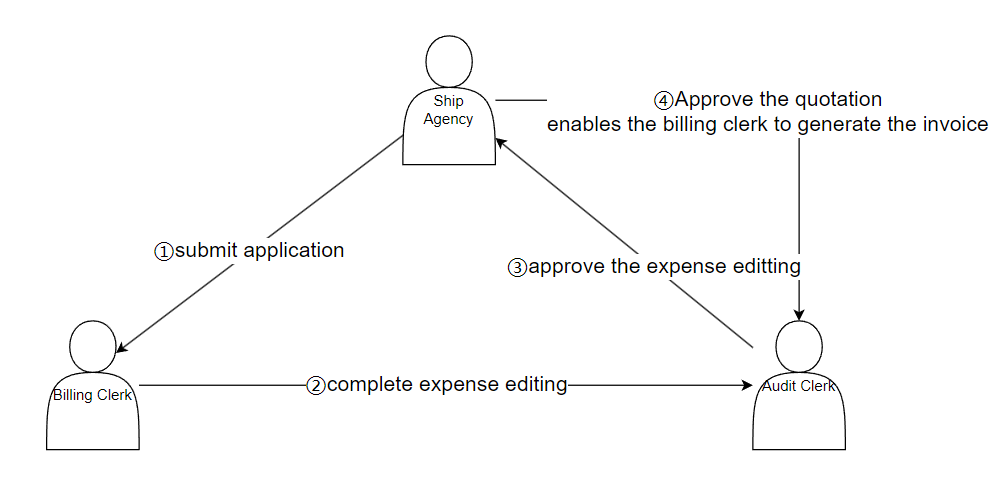 Ship
Agency
④Approve the quotation
enables the billing clerk to generate the invoice
①submit application
③approve the expense editting
Billing Clerk
②complete expense editing
Audit Clerk